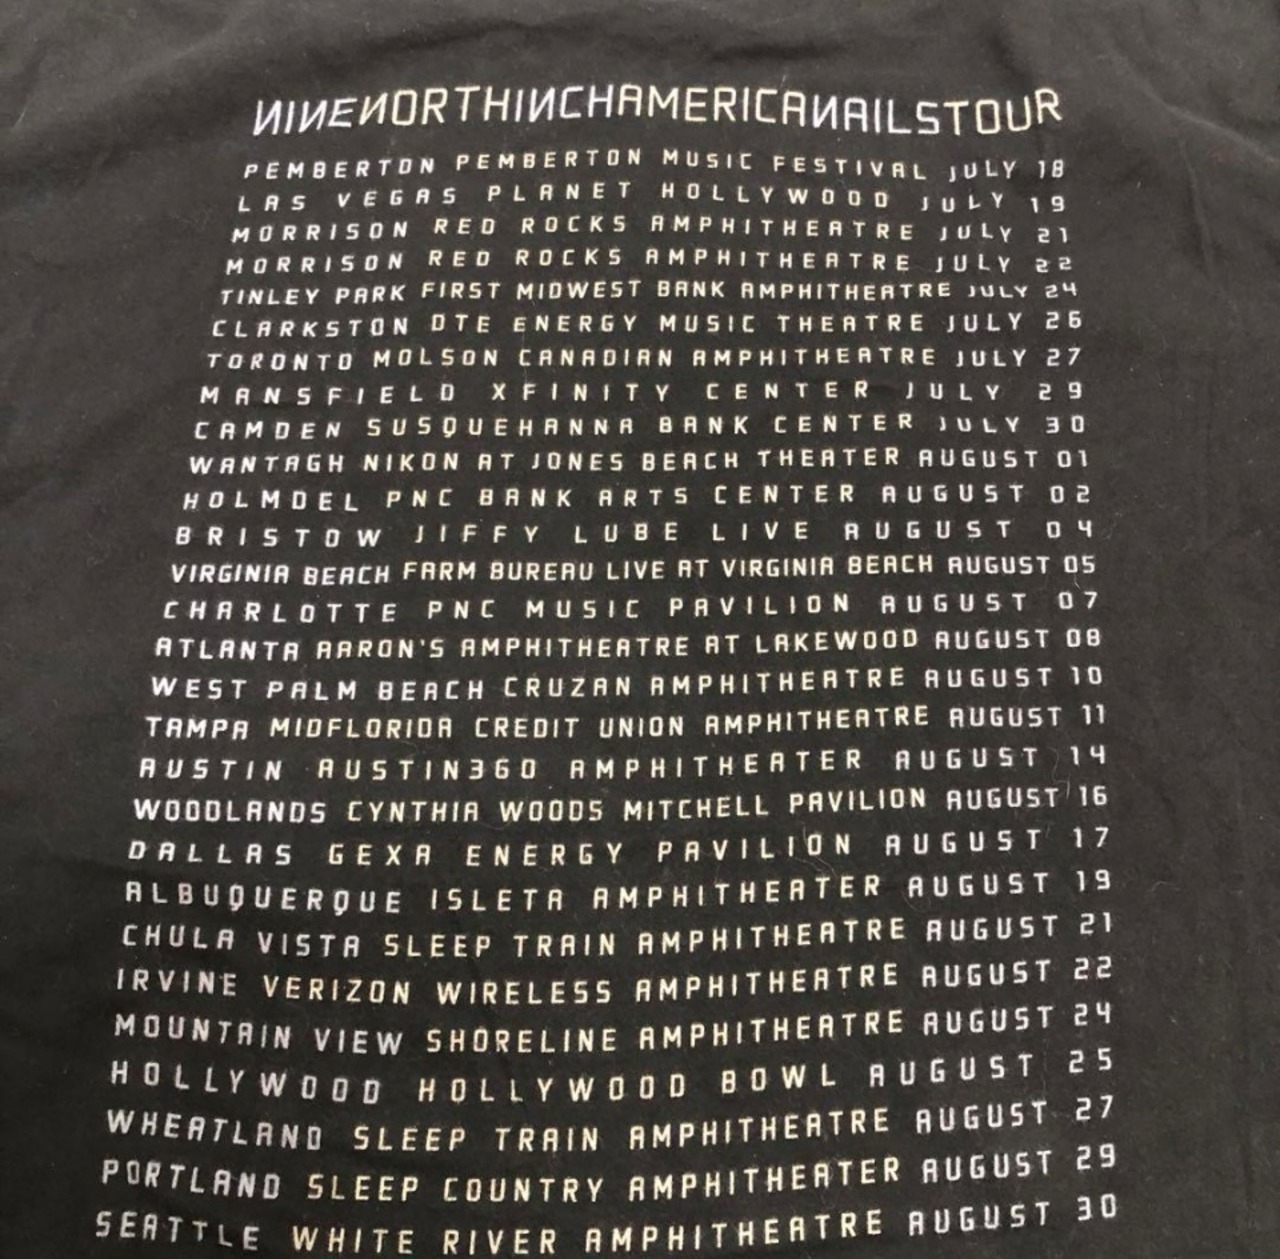 NINENORTHINCHAMERICANAILSTOUR
PEMBERTON PEMBERTON MUSIC FESTIVAL JULY 18
LAS VEGAS PLANET HOLLYWOOD JULY 19
MORRISON RED ROCKS AMPHITHEATRE JULY 21
MORRISON RED ROCKS AMPHITHEATRE JULY 22
TINLEY PARK FIRST MIDWEST BANK AMPHITHEATRE JULY 24
CLARKSTON DTE ENERGY MUSIC THEATRE JULY 26
TORONTO MOLSON CANADIAN AMPHITHEATRE JULY 27
MANSFIELD XFINITY CENTER JULY 29
CAMDEN SUSQUEHANNA BANK CENTER JULY 30
WANTAGH NIKON AT JONES BEACH THEATER AUGUST 01
HOLMDEL PNC BANK ARTS CENTER AUGUST 02
BRISTOW JIFFY LUBE LIVE AUGUST 04
VIRGINIA BEACH FARM BUREAU LIVE AT VIRGINIA BEACH AUGUST 05
CHARLOTTE PNC MUSIC PAVILION AUGUST 07
ATLANTA AARON'S AMPHITHEATRE AT LAKEWOOD AUGUST 08
WEST PALM BEACH CRUZAN AMPHITHEATRE AUGUST 10
TAMPA MIDFLORIDA CREDIT UNION AMPHITHEATRE AUGUST 11
AUSTIN AUSTIN360 AMPHITHEATER AUGUST 14
WOODLANDS CYNTHIA WOODS MITCHELL PAVILION AUGUST 16
DALLAS GEXA ENERGY PAVILION AUGUST 17
ALBUQUERQUE ISLETA AMPHITHEATER AUGUST 19
CHULA VISTA SLEEP TRAIN AMPHITHEATRE AUGUST 21
IRVINE VERIZON WIRELESS AMPHITHEATRE AUGUST 22
MOUNTAIN VIEW SHORELINE AMPHITHEATRE AUGUST 24
HOLLYWOOD HOLLYWOOD BOWL AUGUST 25
WHEATLAND SLEEP TRAIN AMPHITHEATRE AUGUST 27
PORTLAND SLEEP COUNTRY AMPHITHEATER AUGUST 29
SEATTLE WHITE RIVER AMPHITHEATRE AUGUST 30